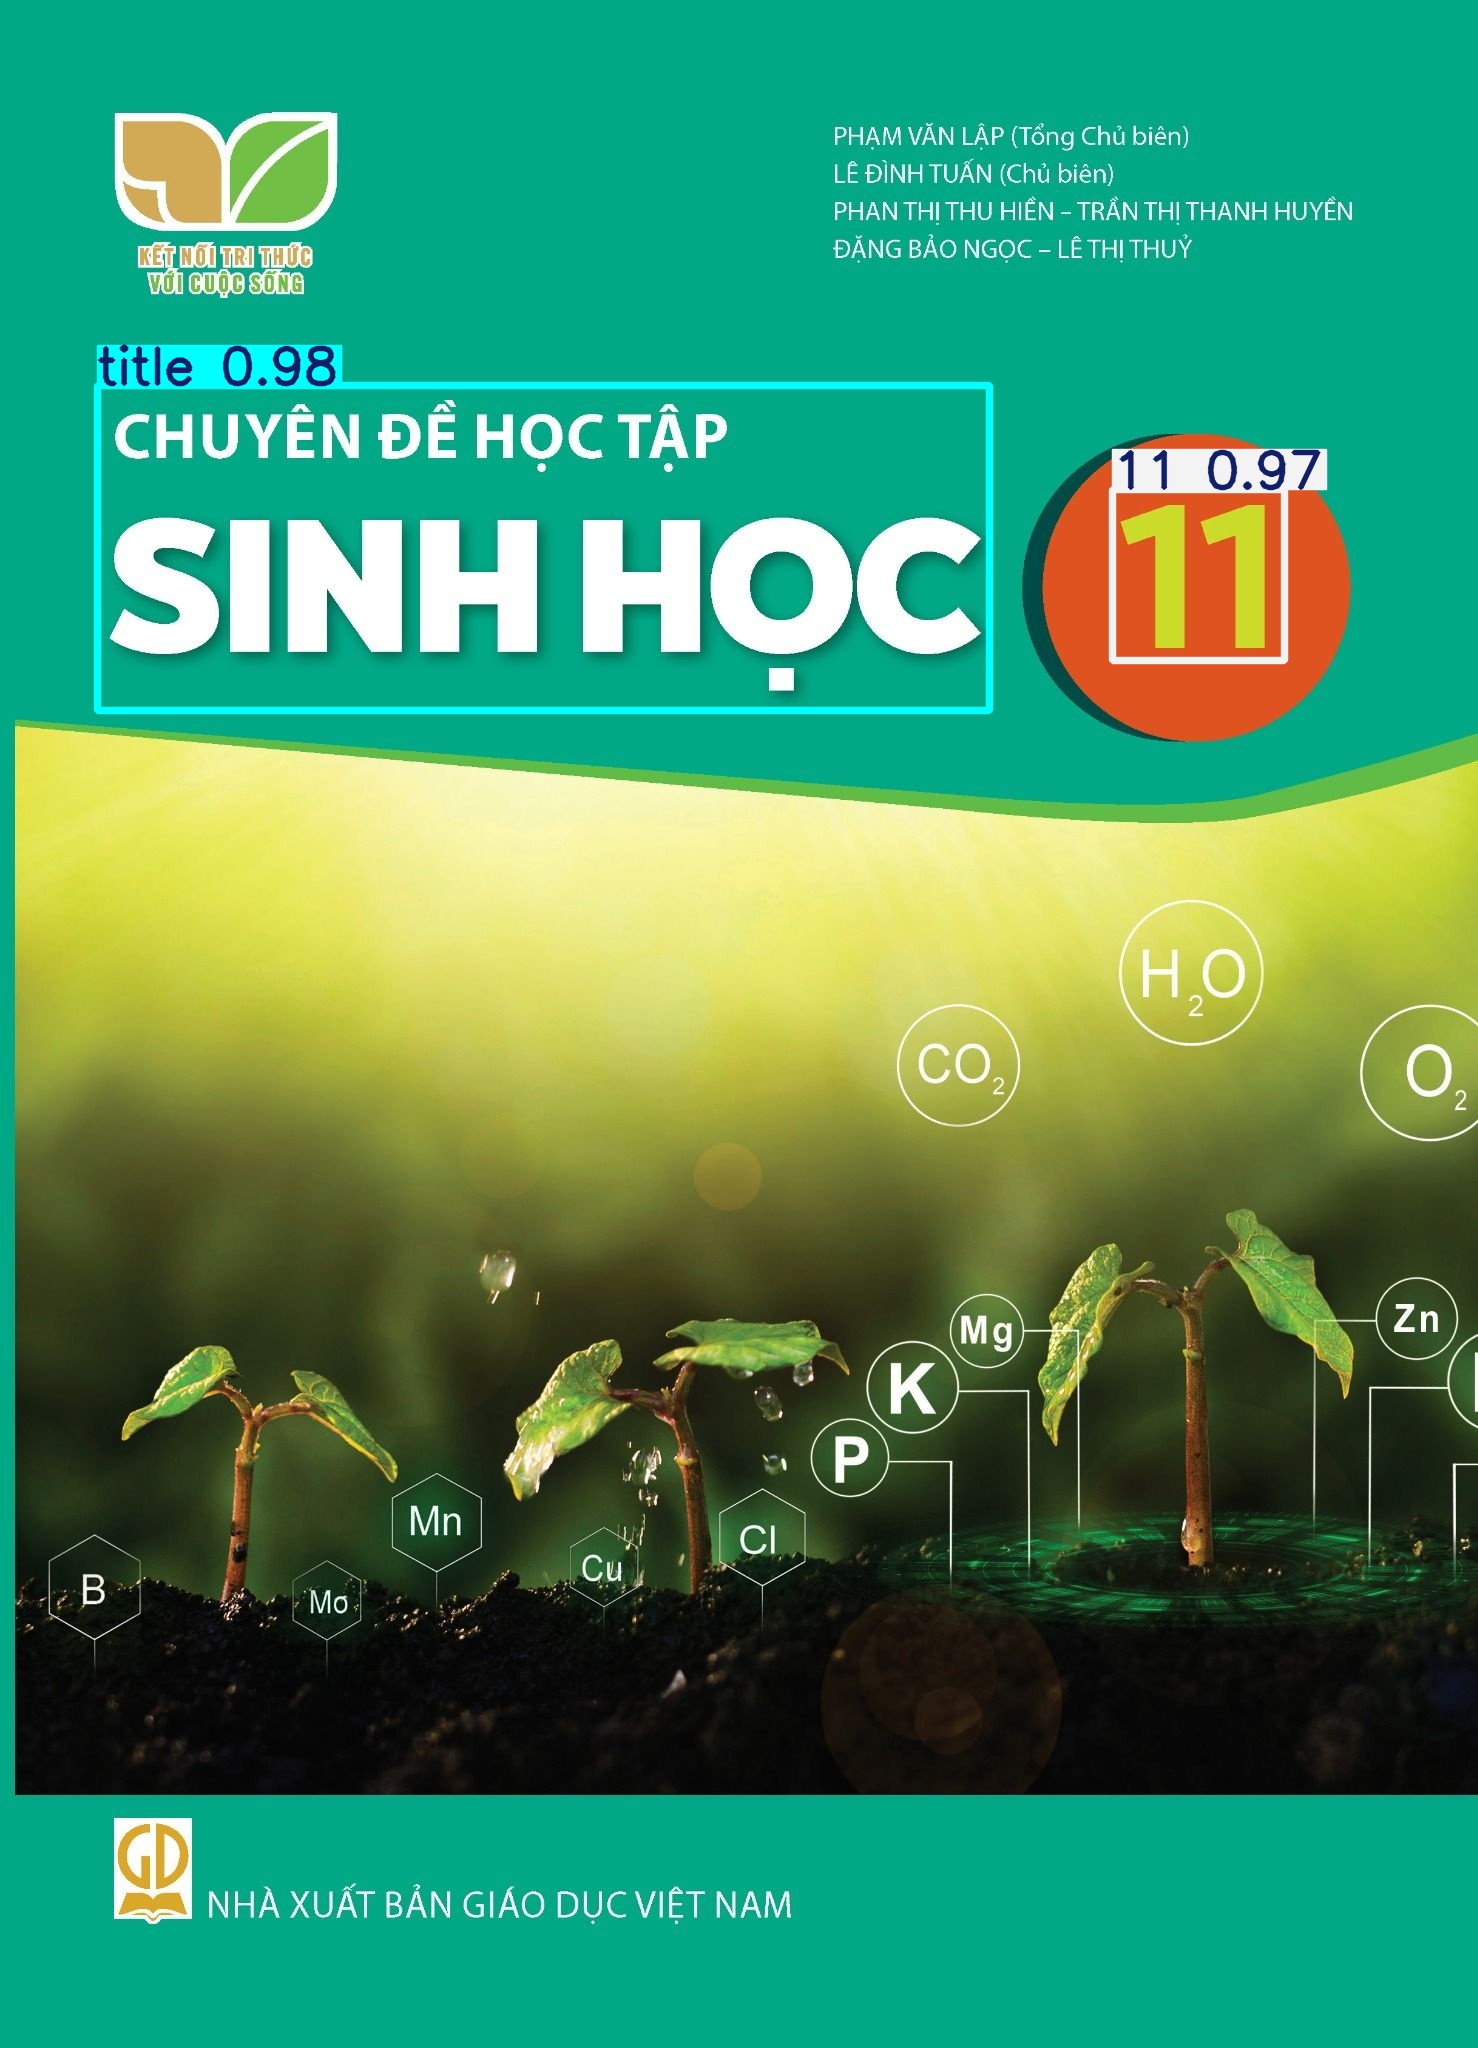 PHẠM VĂN LẬP (Tổng Chủ biên)
LÊ ĐÌNH TUẤN (Chủ biên)
PHAN THỊ THU HIỀN – TRẦN THỊ THANH HUYỀN
ĐẶNG BẢO NGỌC – LÊ THỊ THUỶ
KẾT NỐI TRI THỨC
VỚI CUỘC SỐNG
title 0.98
CHUYÊN ĐỀ HỌC TẬP
11 0.97
SINH HỌC
11
H2O
CO2
O2
Mg
Zn
K
P
Mn
Cl
Cu
B
Mo
GD
NHÀ XUẤT BẢN GIÁO DỤC VIỆT NAM